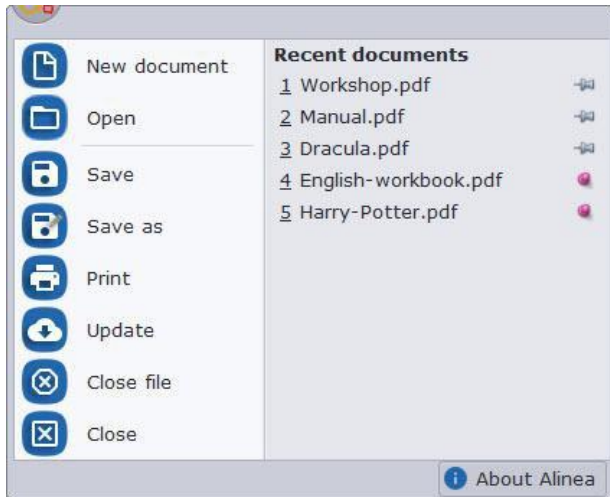 New document
Open
Save
Save as
Print
Update
Close file
Close
Recent documents
1 Workshop.pdf
2 Manual.pdf
3 Dracula.pdf
4 English-workbook.pdf
5 Harry-Potter.pdf
About Alinea